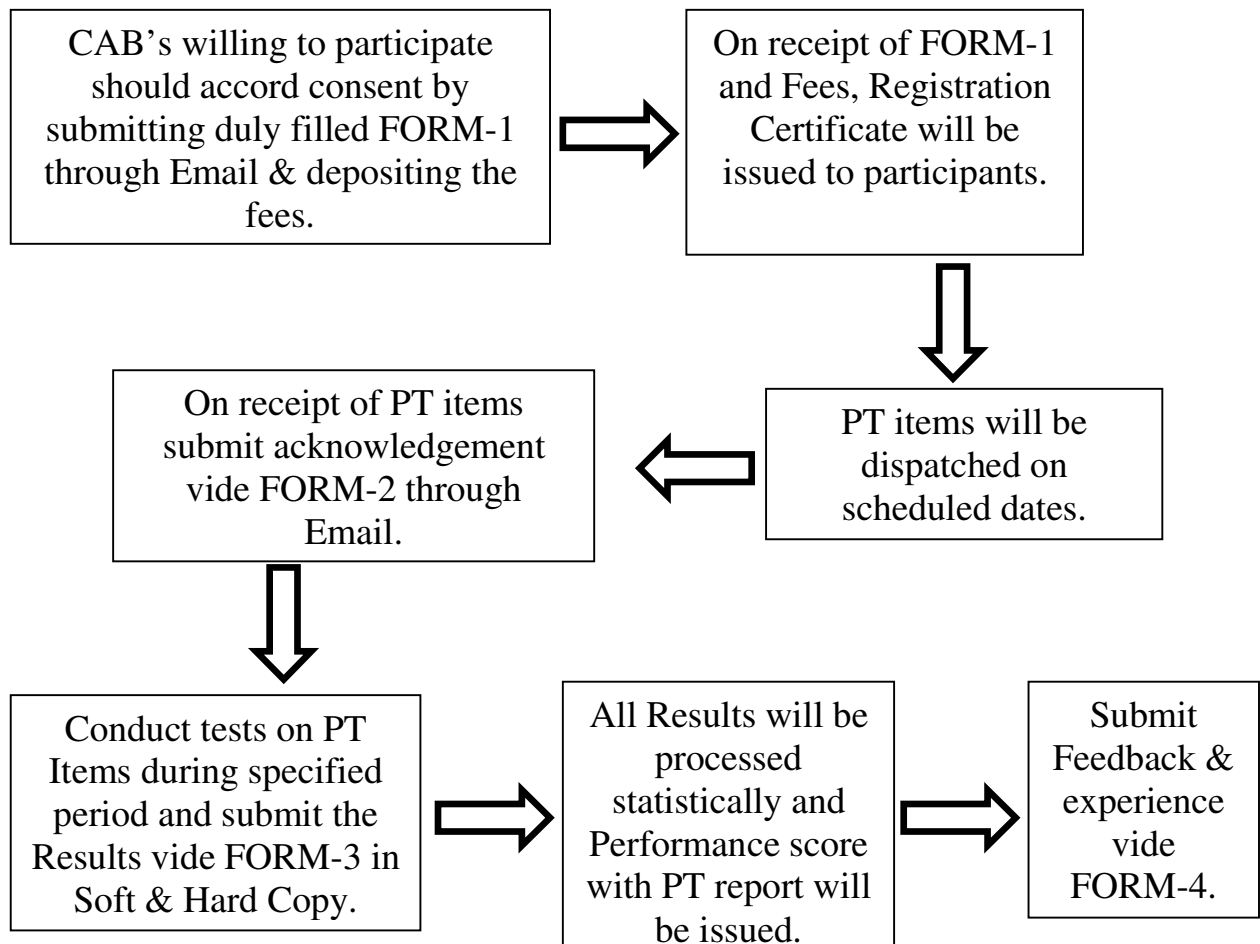 CAB’s willing to participate
should accord consent by
submitting duly filled FORM-1
through Email & depositing the
fees.
On receipt of FORM-1
and Fees, Registration
Certificate will be
issued to participants.
PT items will be
dispatched on
scheduled dates.
On receipt of PT items
submit acknowledgement
vide FORM-2 through
Email.
Conduct tests on PT
Items during specified
period and submit the
Results vide FORM-3 in
Soft & Hard Copy.
All Results will be
processed
statistically and
Performance score
with PT report will
be issued.
Submit
Feedback &
experience
vide
FORM-4.